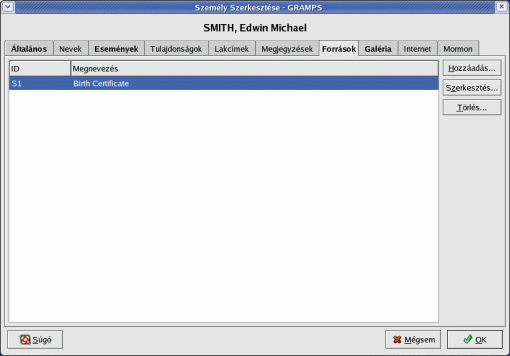 Személy Szerkesztése - GRAMPS
SMITH, Edwin Michael
Általános Nevek Események Tulajdonságok Lakcímek Megjegyzések Források Galéria Internet Mormon
ID Megnevezés
S1 Birth Certificate
Hozzáadás...
Szerkesztés...
Törlés...
Súgó Mégsem OK